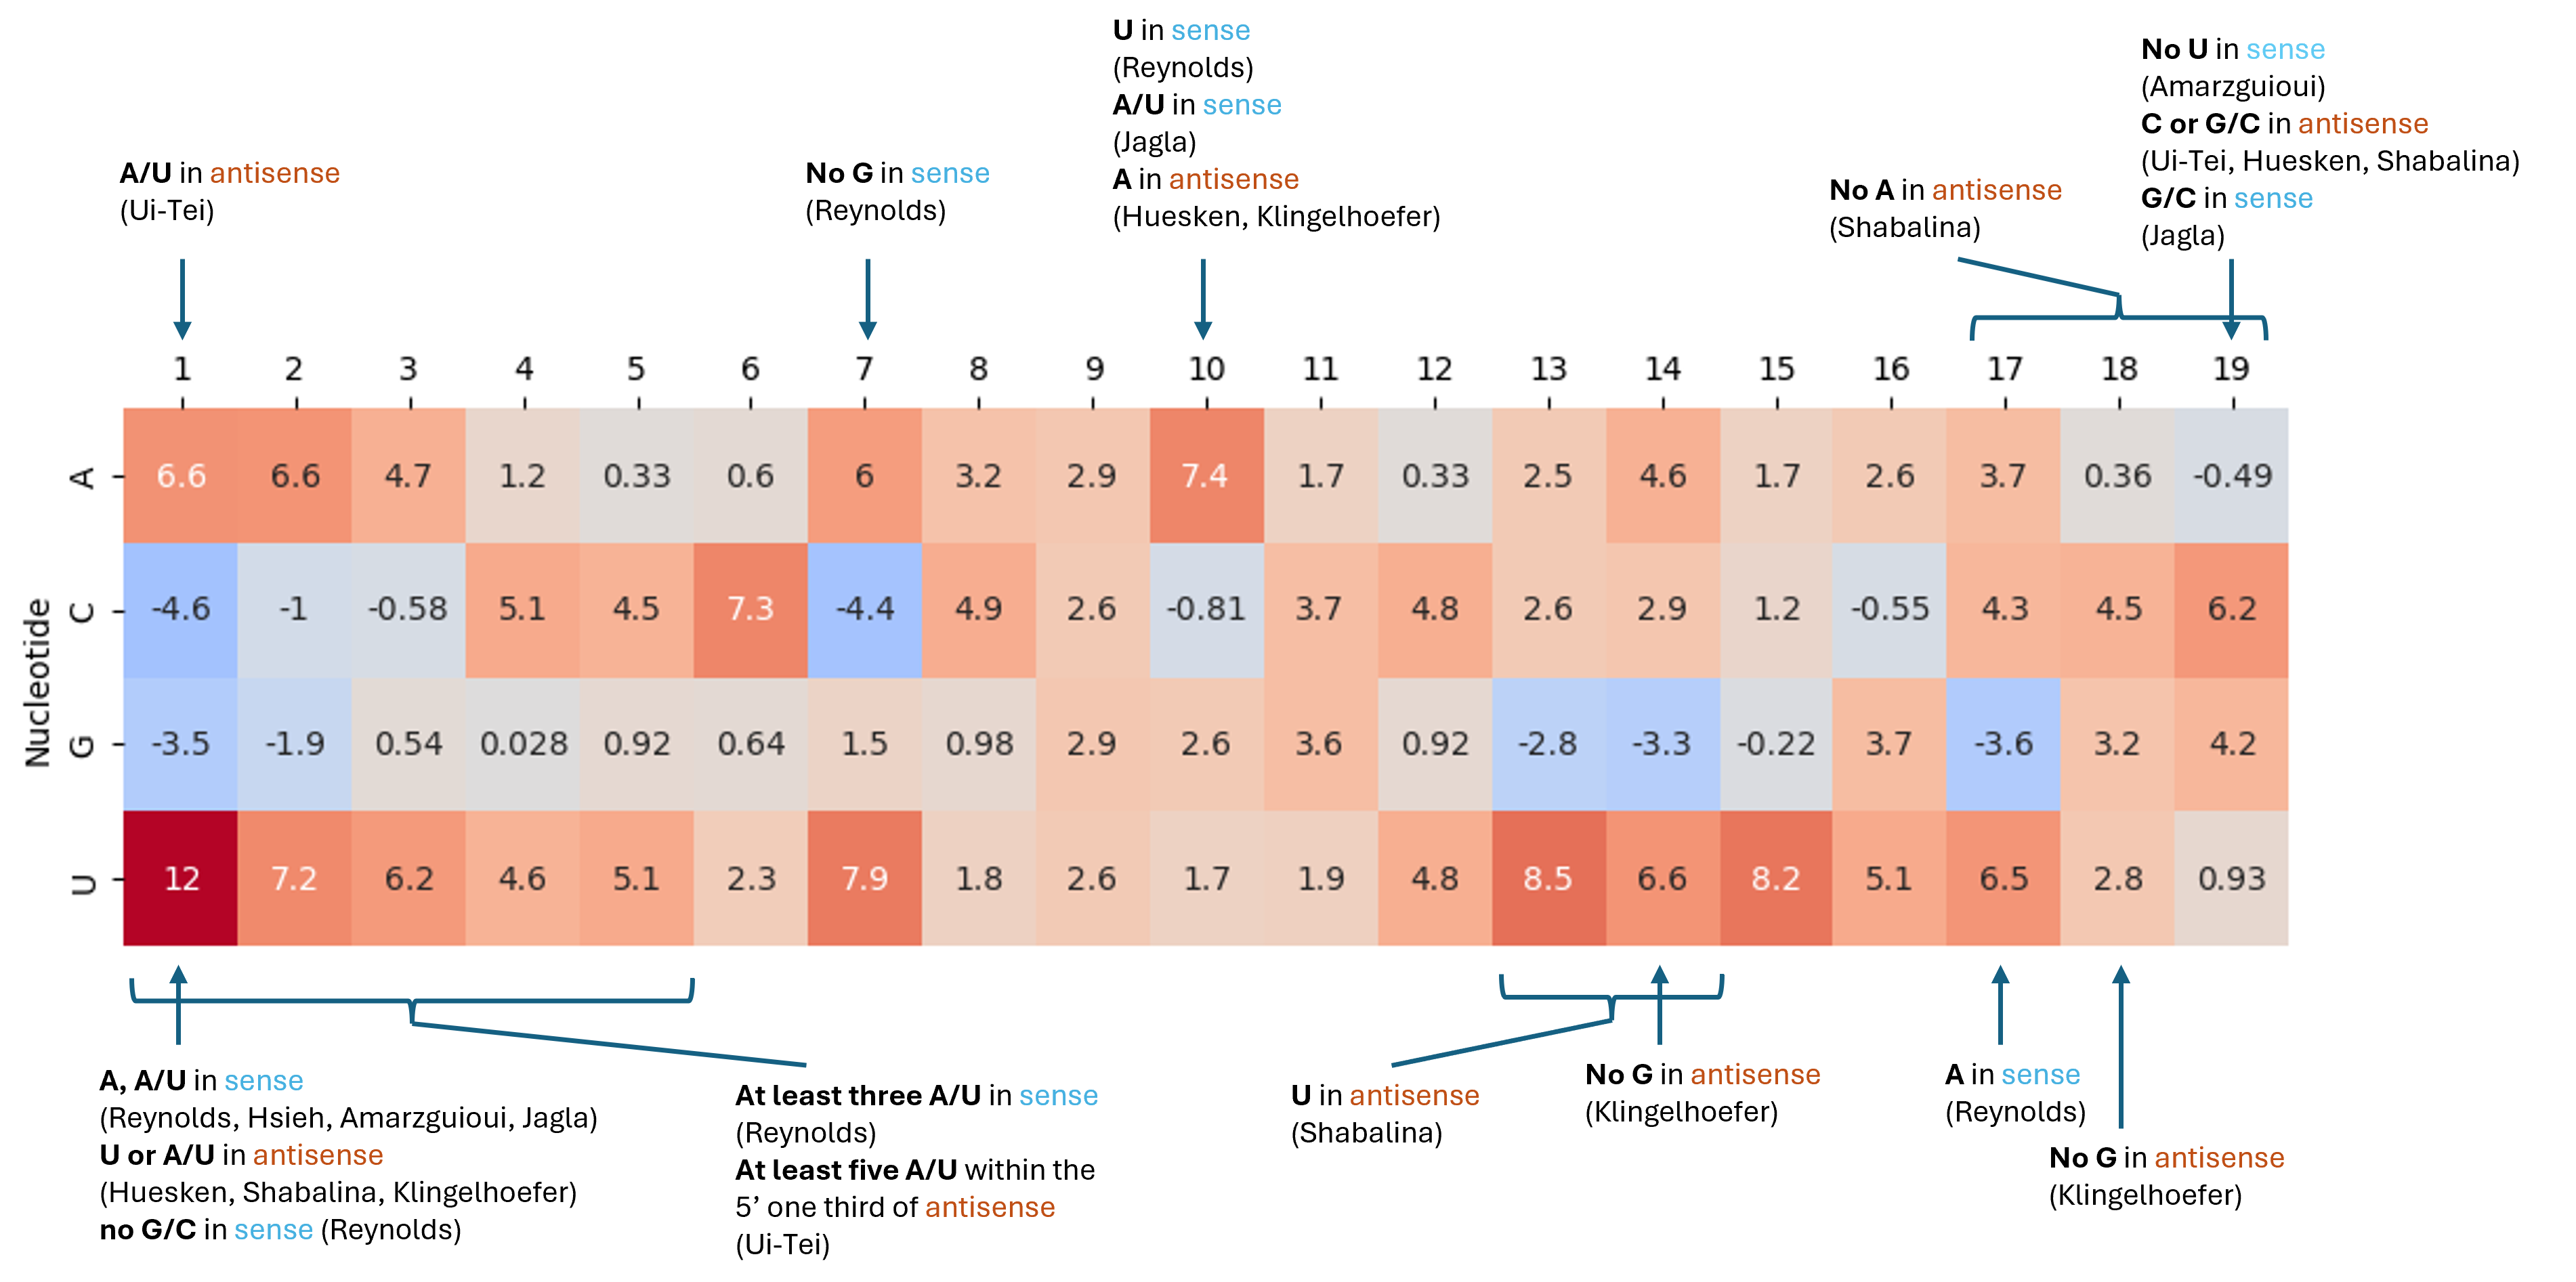 U in sense
(Reynolds)
A/U in sense
(Jagla)
A in antisense
(Huesken, Klingelhoefer)
No U in sense
(Amarzguioui)
C or G/C in antisense
(Ui-Tei, Huesken, Shabalina)
G/C in sense
(Jagla)
A/U in antisense
(Ui-Tei)
No G in sense
(Reynolds)
No A in antisense
(Shabalina)
1 2 3 4 5 6 7 8 9 10 11 12 13 14 15 16 17 18 19
Nucleotide
A 6.6 6.6 4.7 1.2 0.33 0.6 6 3.2 2.9 7.4 1.7 0.33 2.5 4.6 1.7 2.6 3.7 0.36 -0.49
C -4.6 -1 -0.58 5.1 4.5 7.3 -4.4 4.9 2.6 -0.81 3.7 4.8 2.6 2.9 1.2 -0.55 4.3 4.5 6.2
G -3.5 -1.9 0.54 0.028 0.92 0.64 1.5 0.98 2.9 2.6 3.6 0.92 -2.8 -3.3 -0.22 3.7 -3.6 3.2 4.2
U 12 7.2 6.2 4.6 5.1 2.3 7.9 1.8 2.6 1.7 1.9 4.8 8.5 6.6 8.2 5.1 6.5 2.8 0.93
A, A/U in sense
(Reynolds, Hsieh, Amarzguioui, Jagla)
U or A/U in antisense
(Huesken, Shabalina, Klingelhoefer)
no G/C in sense (Reynolds)
At least three A/U in sense
(Reynolds)
At least five A/U within the
5’ one third of antisense
(Ui-Tei)
U in antisense
(Shabalina)
No G in antisense
(Klingelhoefer)
A in sense
(Reynolds)
No G in antisense
(Klingelhoefer)